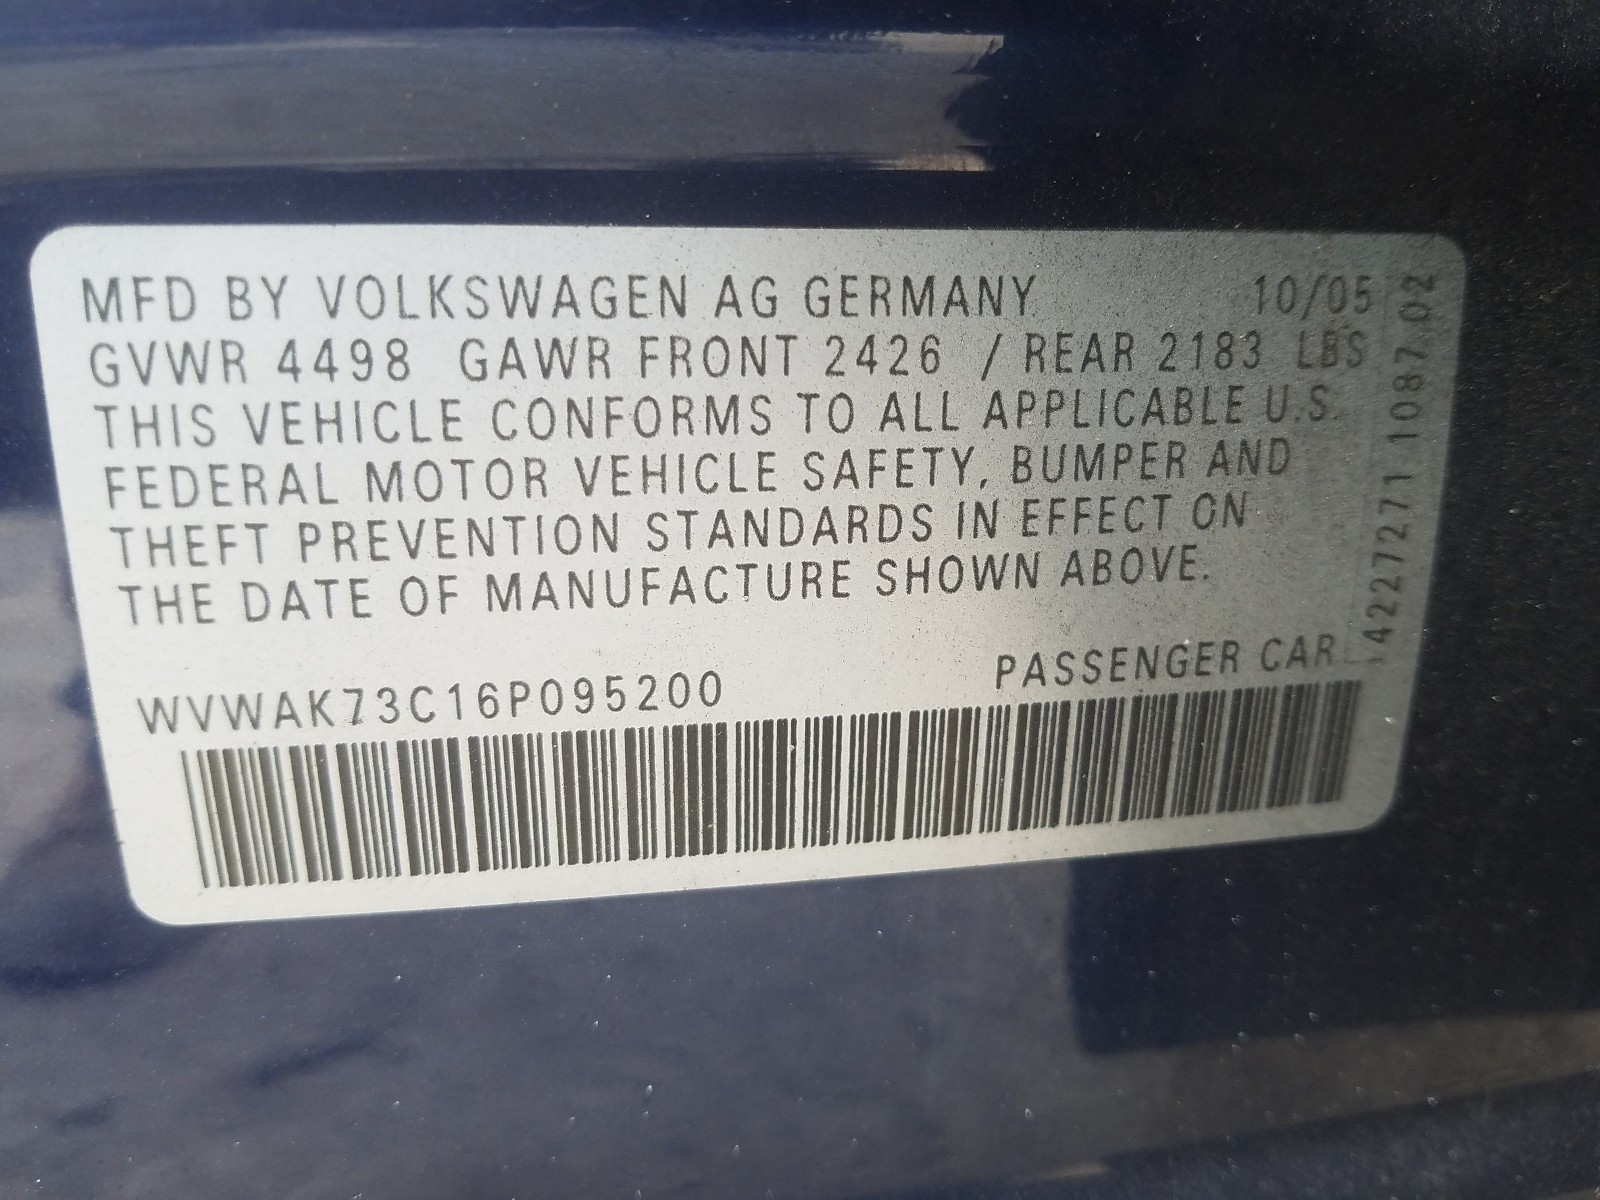 MFD BY VOLKSWAGEN AG GERMANY 10/05
GVWR 4498 GAWR FRONT 2426 / REAR 2183 LBS
THIS VEHICLE CONFORMS TO ALL APPLICABLE U.S.
FEDERAL MOTOR VEHICLE SAFETY, BUMPER AND
THEFT PREVENTION STANDARDS IN EFFECT ON
THE DATE OF MANUFACTURE SHOWN ABOVE.
WVWAK73C16P095200 PASSENGER CAR
14227271 1087.02